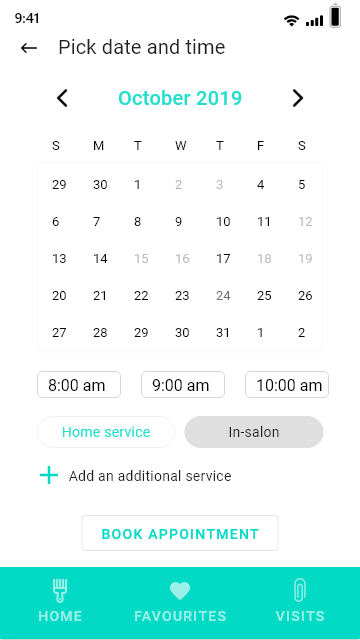 9:41
Pick date and time
October 2019
S M T W T F S
29 30 1 2 3 4 5
6 7 8 9 10 11 12
13 14 15 16 17 18 19
20 21 22 23 24 25 26
27 28 29 30 31 1 2
8:00 am 9:00 am 10:00 am
Home service In-salon
Add an additional service
BOOK APPOINTMENT
HOME FAVOURITES VISITS